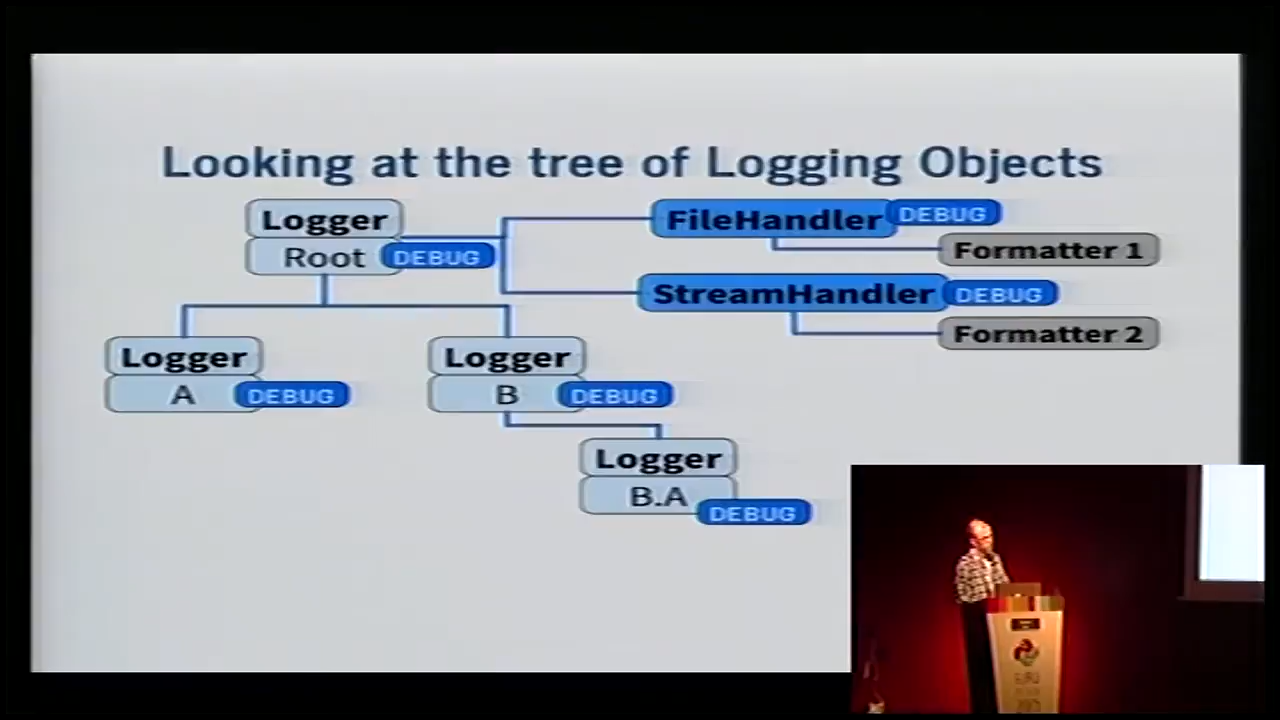 Looking at the tree of Logging Objects
Logger
Root
DEBUG
FileHandler
DEBUG
Formatter 1
StreamHandler
DEBUG
Formatter 2
Logger
A
DEBUG
Logger
B
DEBUG
Logger
B.A
DEBUG